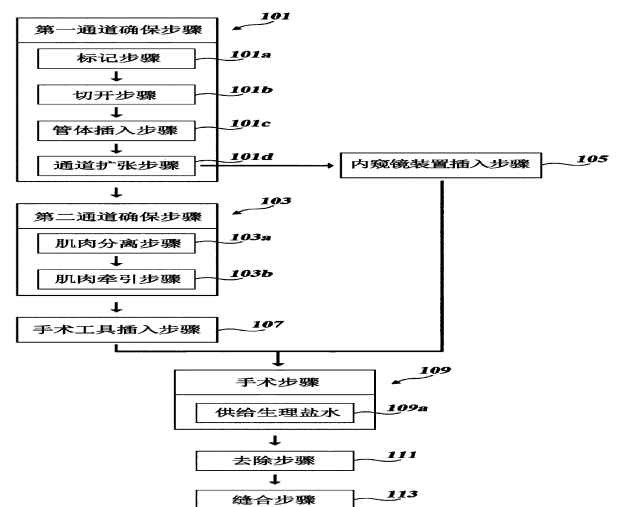 第一通道确保步骤 101
标记步骤 101a
切开步骤 101b
管体插入步骤 101c
通道扩张步骤 101d
内窥镜装置插入步骤 105
第二通道确保步骤 103
肌肉分离步骤 103a
肌肉牵引步骤 103b
手术工具插入步骤 107
手术步骤 109
供给生理盐水 109a
去除步骤 111
缝合步骤 113